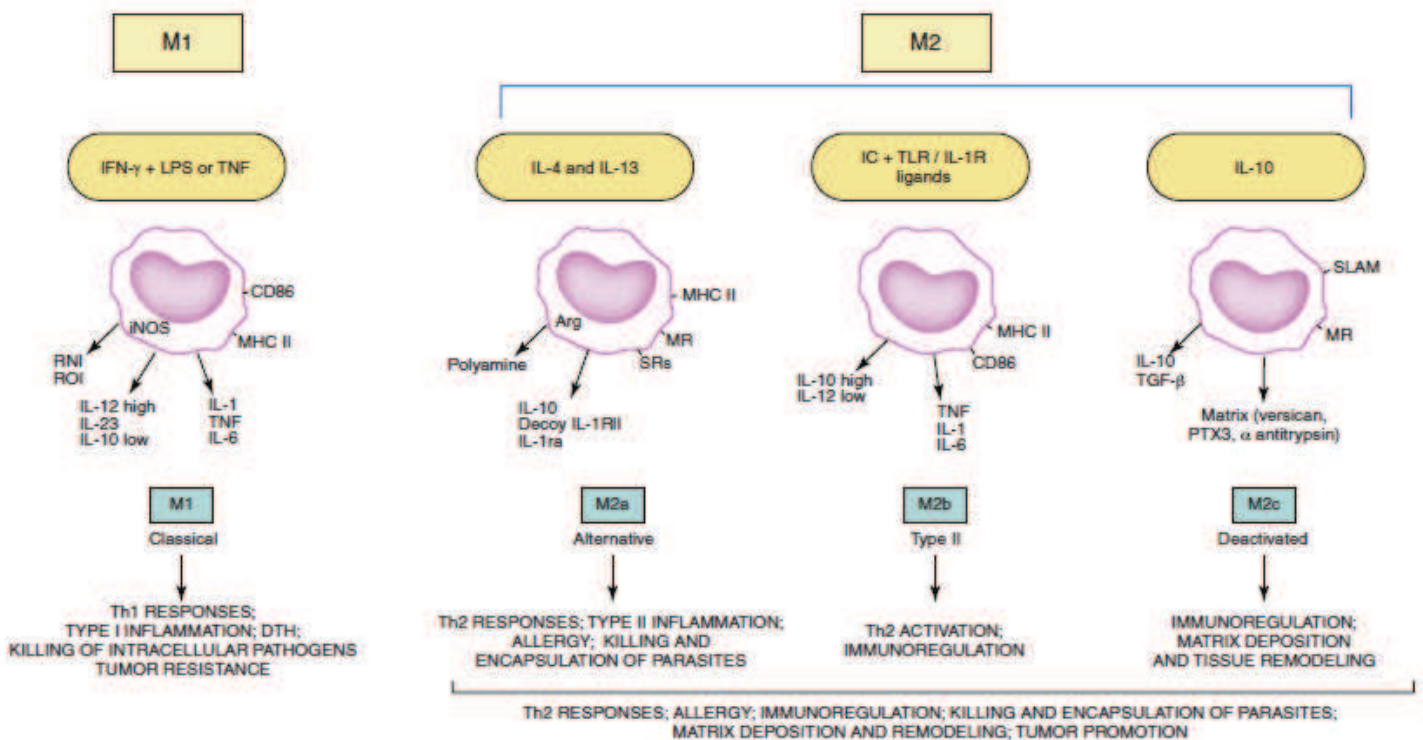 M1
M2
IFN-γ + LPS or TNF
IL-4 and IL-13
IC + TLR / IL-1R
ligands
IL-10
CD86
MHC II
iNOS
RNI
ROI
IL-12 high
IL-23
IL-10 low
IL-1
TNF
IL-6
MHC II
MR
SRs
Arg
Polyamine
IL-10
Decoy IL-1RII
IL-1ra
MHC II
CD86
IL-10 high
IL-12 low
TNF
IL-1
IL-6
SLAM
MR
IL-10
TGF-β
Matrix (versican,
PTX3, α antitrypsin)
M1
Classical
M2a
Alternative
M2b
Type II
M2c
Deactivated
Th1 RESPONSES;
TYPE I INFLAMMATION; DTH;
KILLING OF INTRACELLULAR PATHOGENS
TUMOR RESISTANCE
Th2 RESPONSES; TYPE II INFLAMMATION;
ALLERGY; KILLING AND
ENCAPSULATION OF PARASITES
Th2 ACTIVATION;
IMMUNOREGULATION
IMMUNOREGULATION;
MATRIX DEPOSITION
AND TISSUE REMODELING
Th2 RESPONSES; ALLERGY; IMMUNOREGULATION; KILLING AND ENCAPSULATION OF PARASITES;
MATRIX DEPOSITION AND REMODELING; TUMOR PROMOTION